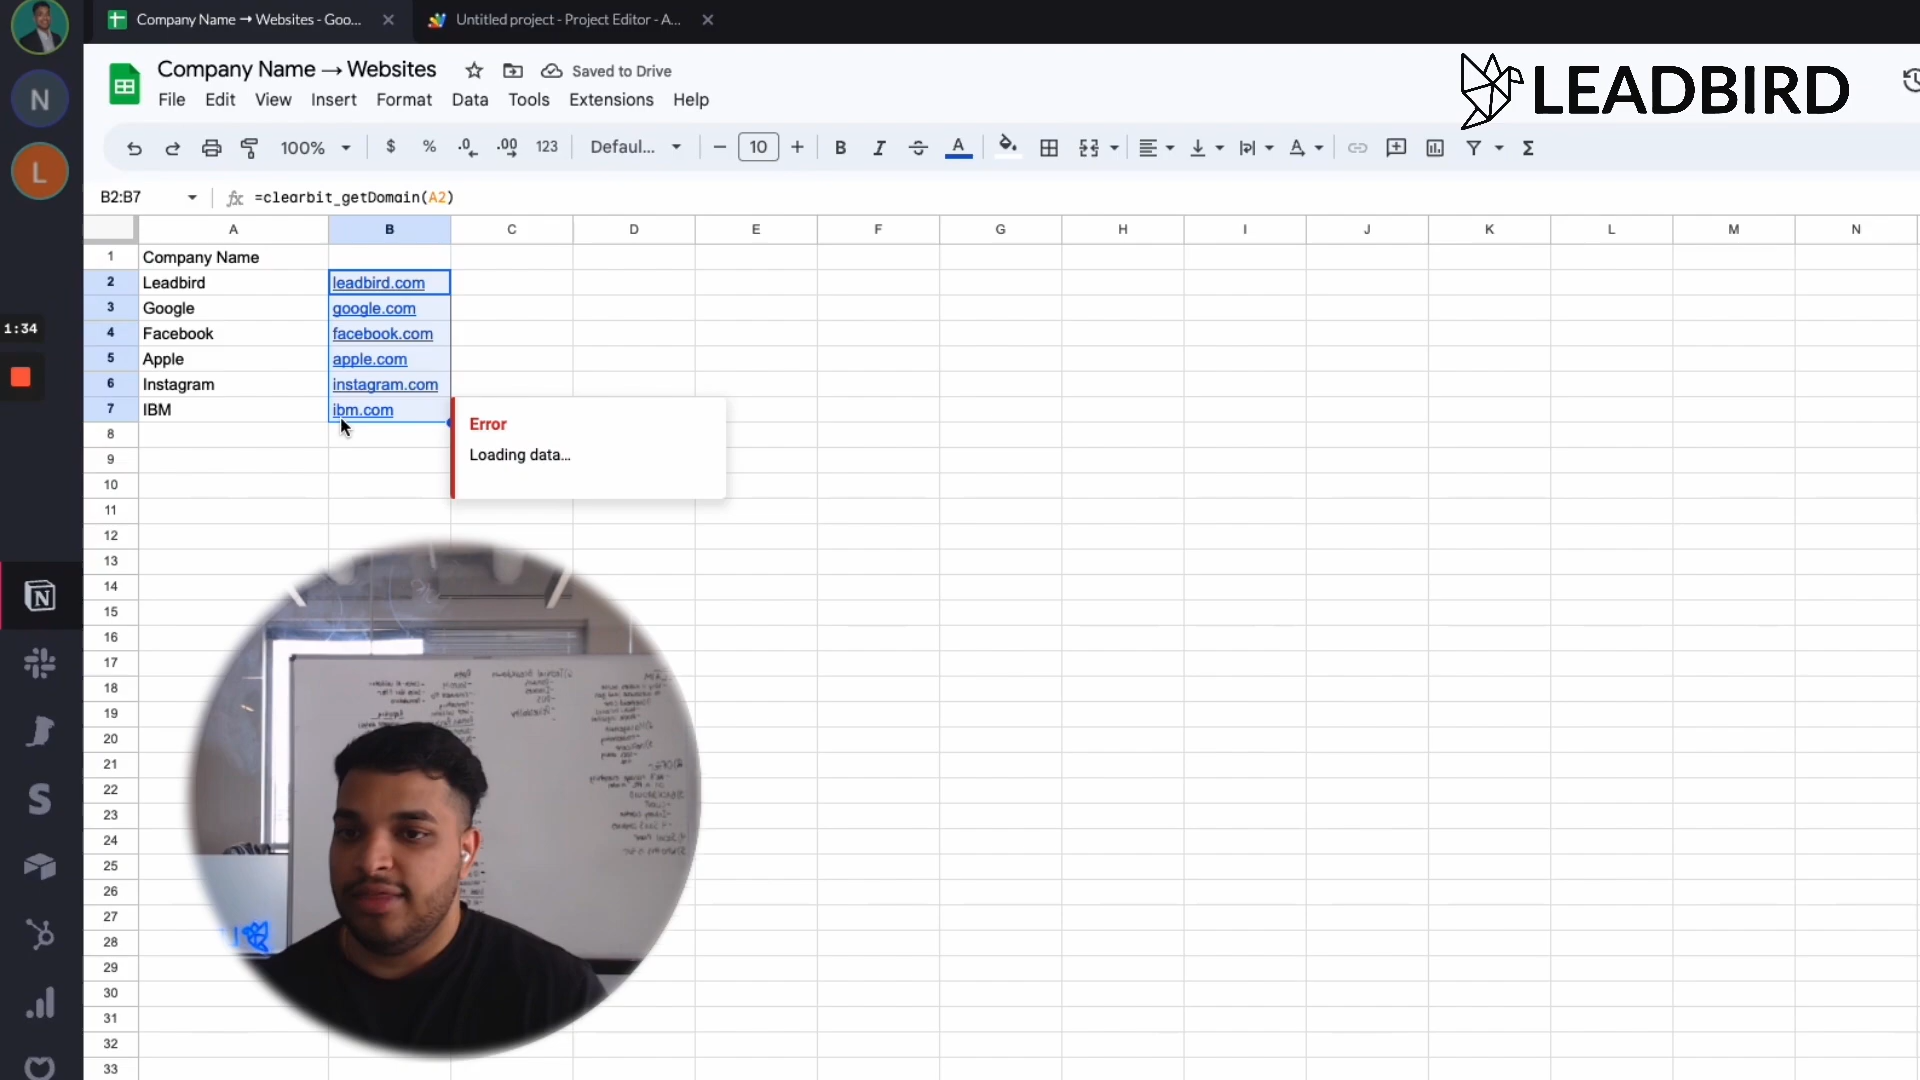 Company Name → Websites - Goo...
Untitled project - Project Editor - A...
Company Name → Websites
Saved to Drive
LEADBIRD
File Edit View Insert Format Data Tools Extensions Help
100% $ % .0 .00 123 Defaul... 10 B I S A Σ
B2:B7 fx =clearbit_getDomain(A2)
A B C D E F G H I J K L M N
1 Company Name
2 Leadbird leadbird.com
3 Google google.com
4 Facebook facebook.com
5 Apple apple.com
6 Instagram instagram.com
7 IBM ibm.com
Error
Loading data...
8
9
10
11
12
13
14
15
16
17
18
19
20
21
22
23
24
25
26
27
28
29
30
31
32
33
N
L
1:34
N
S